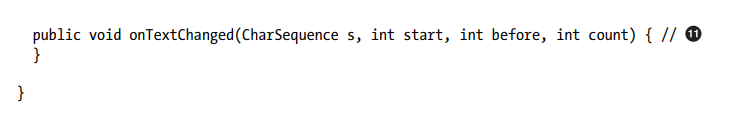 public void onTextChanged(CharSequence s, int start, int before, int count) { // ⓫
}
}